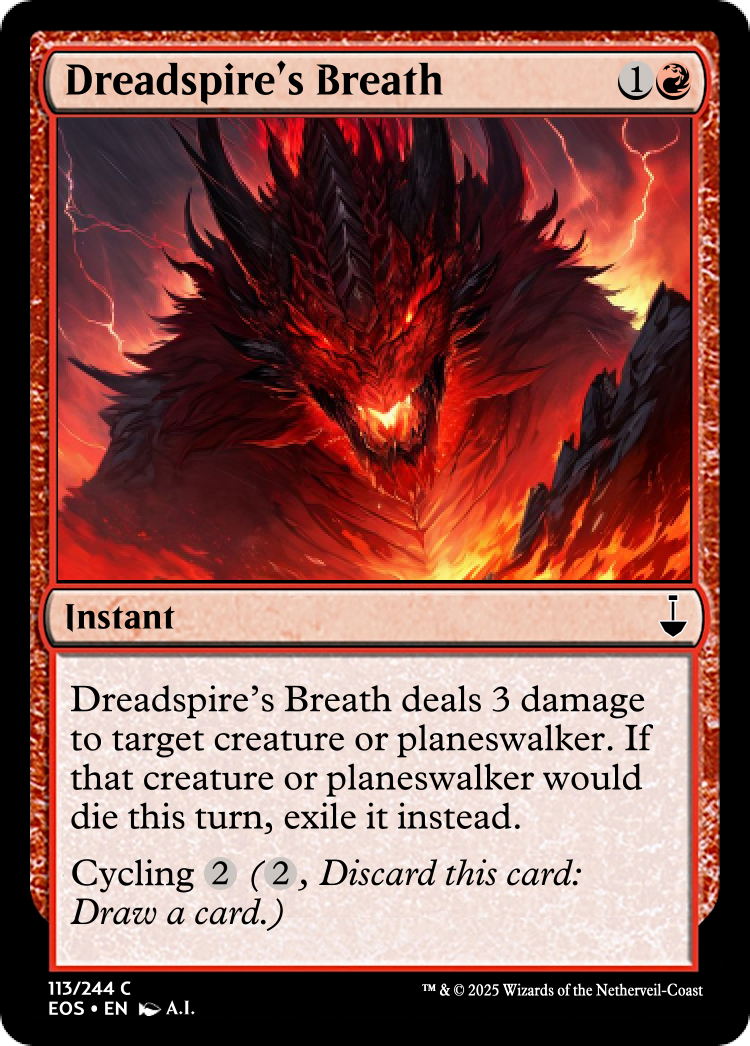 Dreadspire's Breath 1
Instant
Dreadspire's Breath deals 3 damage
to target creature or planeswalker. If
that creature or planeswalker would
die this turn, exile it instead.
Cycling 2 (2, Discard this card:
Draw a card.)
113/244 C
™ & © 2025 Wizards of the Netherveil-Coast
EOS • EN A.I.